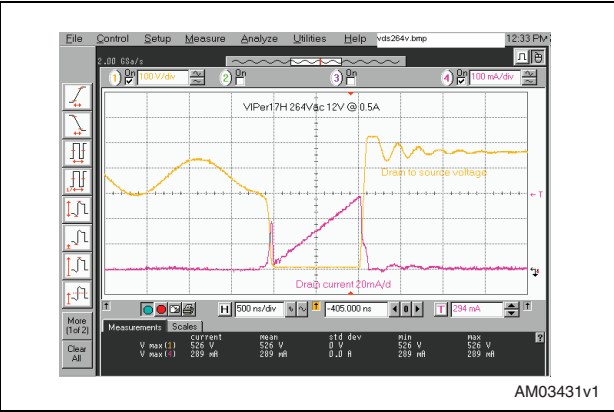 File Control Setup Measure Analyze Utilities Help vds264v.bmp 12:33 PM
2.00 GSa/s
1 On 100 V/div 2 On 3 On 4 On 100 mA/div
VIPer17H 264Vac 12V @ 0.5A
Drain to source voltage
T
Drain current 20mA/d
More
(1 of 2)
Clear
All
H 500 ns/div -405.000 ns 0 T 294 mA
Measurements Scales ?
current mean std dev min max
V max(1) 526 V 526 V 0 V 526 V 526 V
V max(4) 289 mA 289 mA 0.0 A 289 mA 289 mA
AM03431v1